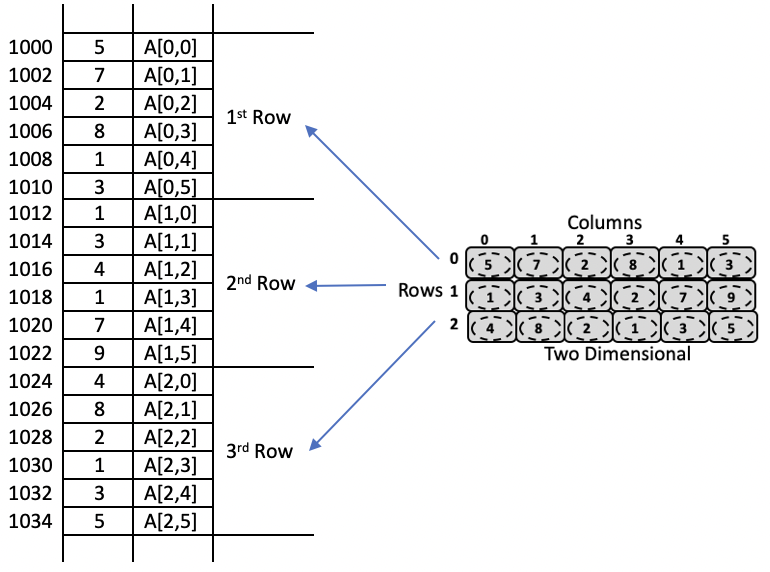 1000 5 A[0,0]
1002 7 A[0,1]
1004 2 A[0,2]
1006 8 A[0,3]
1008 1 A[0,4]
1010 3 A[0,5]
1st Row
1012 1 A[1,0]
1014 3 A[1,1]
1016 4 A[1,2]
1018 1 A[1,3]
1020 7 A[1,4]
1022 9 A[1,5]
2nd Row
1024 4 A[2,0]
1026 8 A[2,1]
1028 2 A[2,2]
1030 1 A[2,3]
1032 3 A[2,4]
1034 5 A[2,5]
3rd Row
Columns
0 1 2 3 4 5
0 5 7 2 8 1 3
Rows 1 1 3 4 2 7 9
2 4 8 2 1 3 5
Two Dimensional